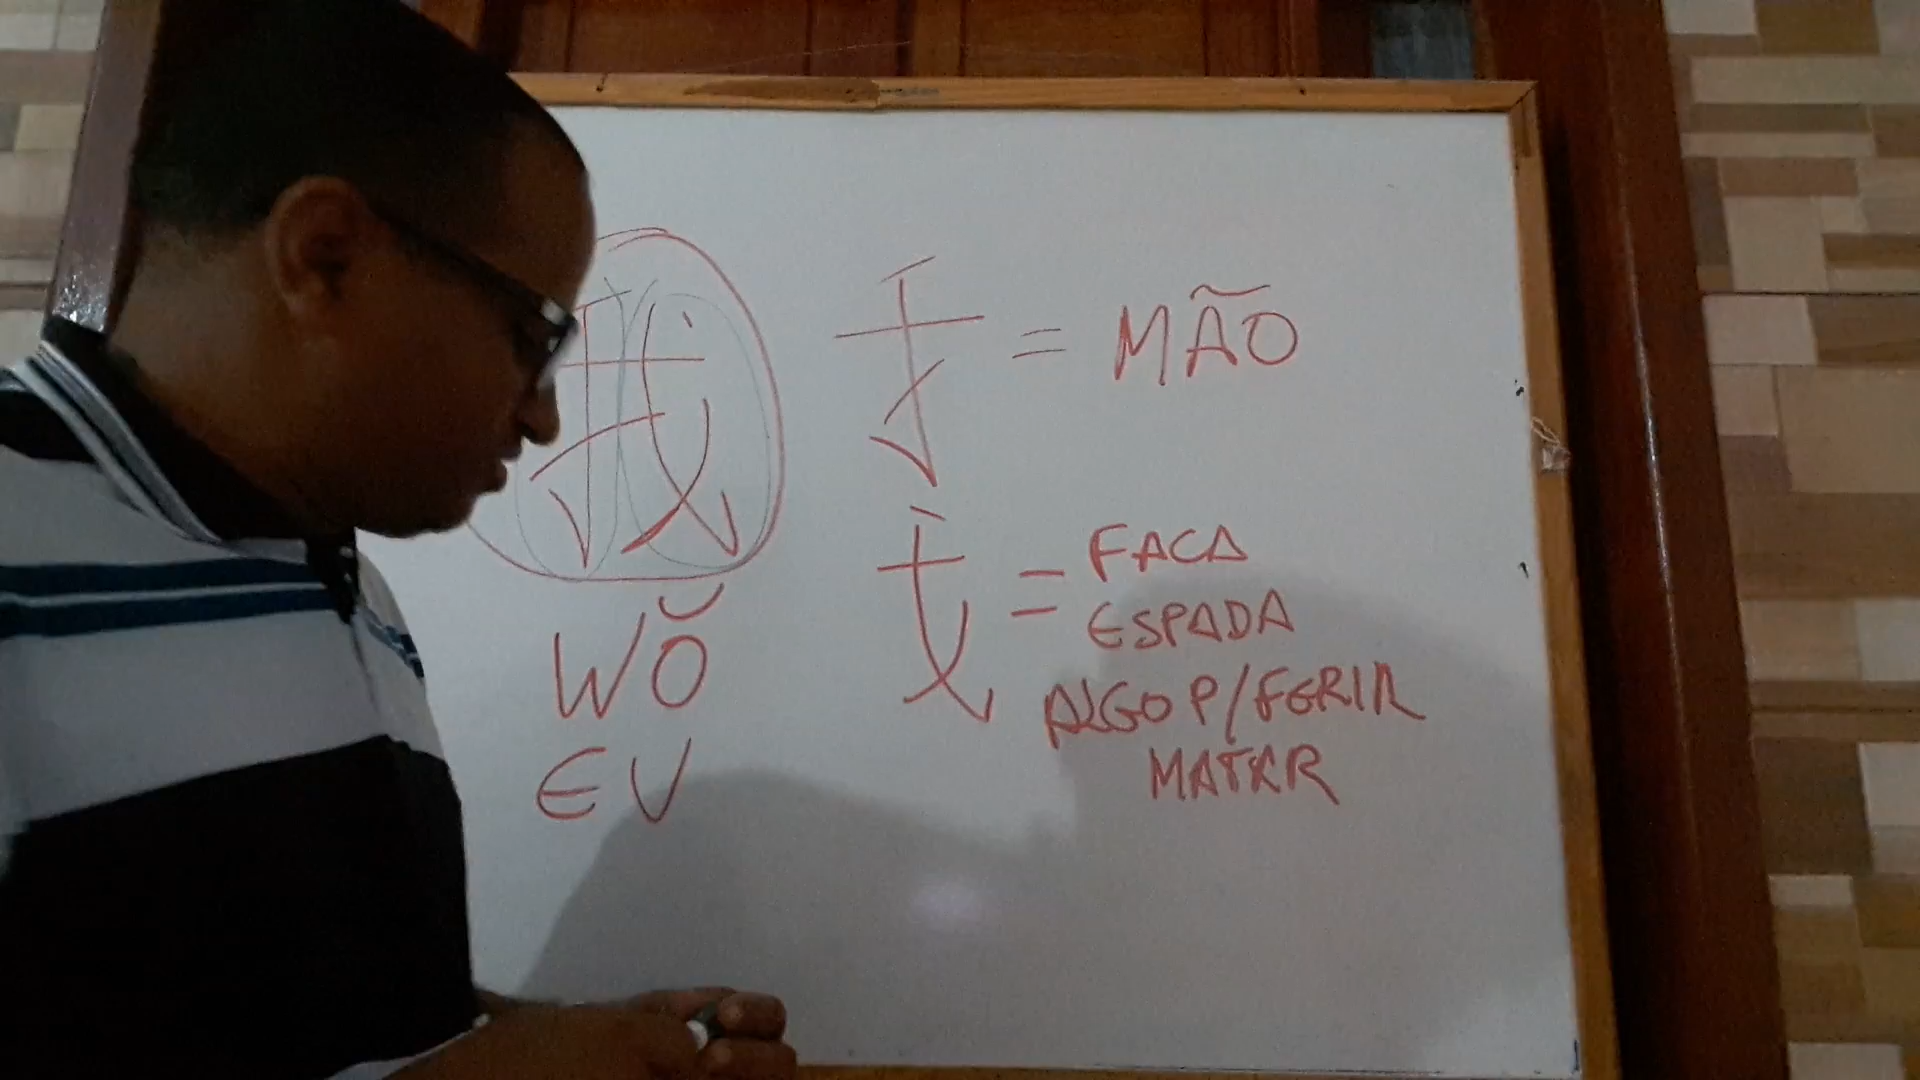 我
WǑ
EU
扌 = MÃO
戈 = FACA
ESPADA
ALGO P/FERIR
MATAR